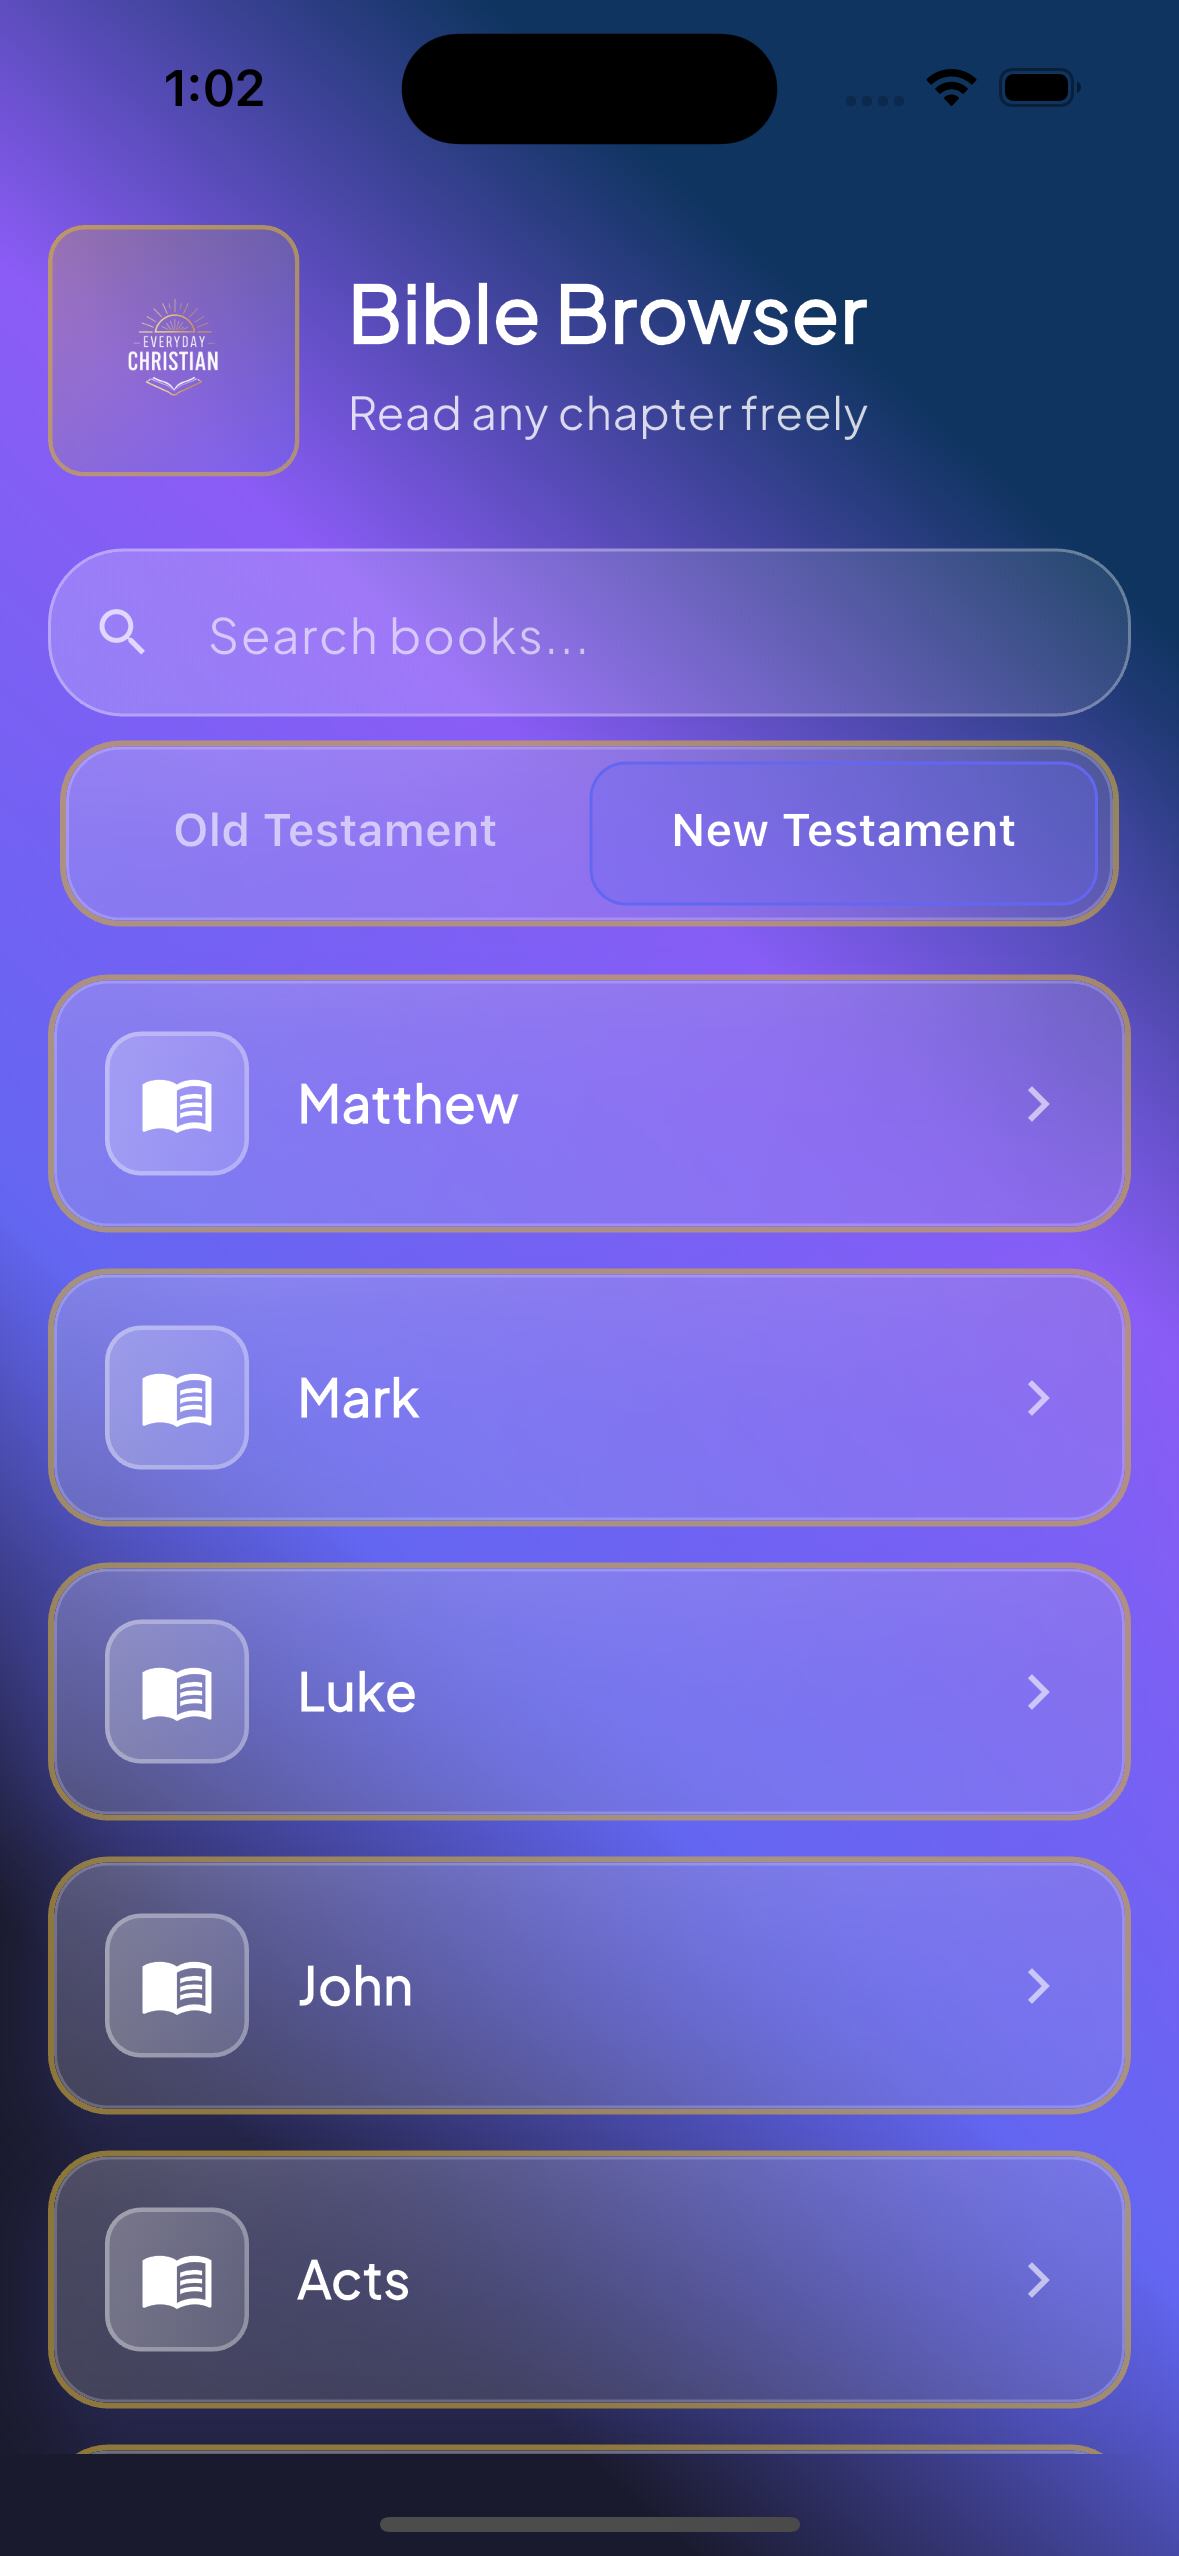 1:02
EVERYDAY
CHRISTIAN
Bible Browser
Read any chapter freely
Search books...
Old Testament
New Testament
Matthew
Mark
Luke
John
Acts